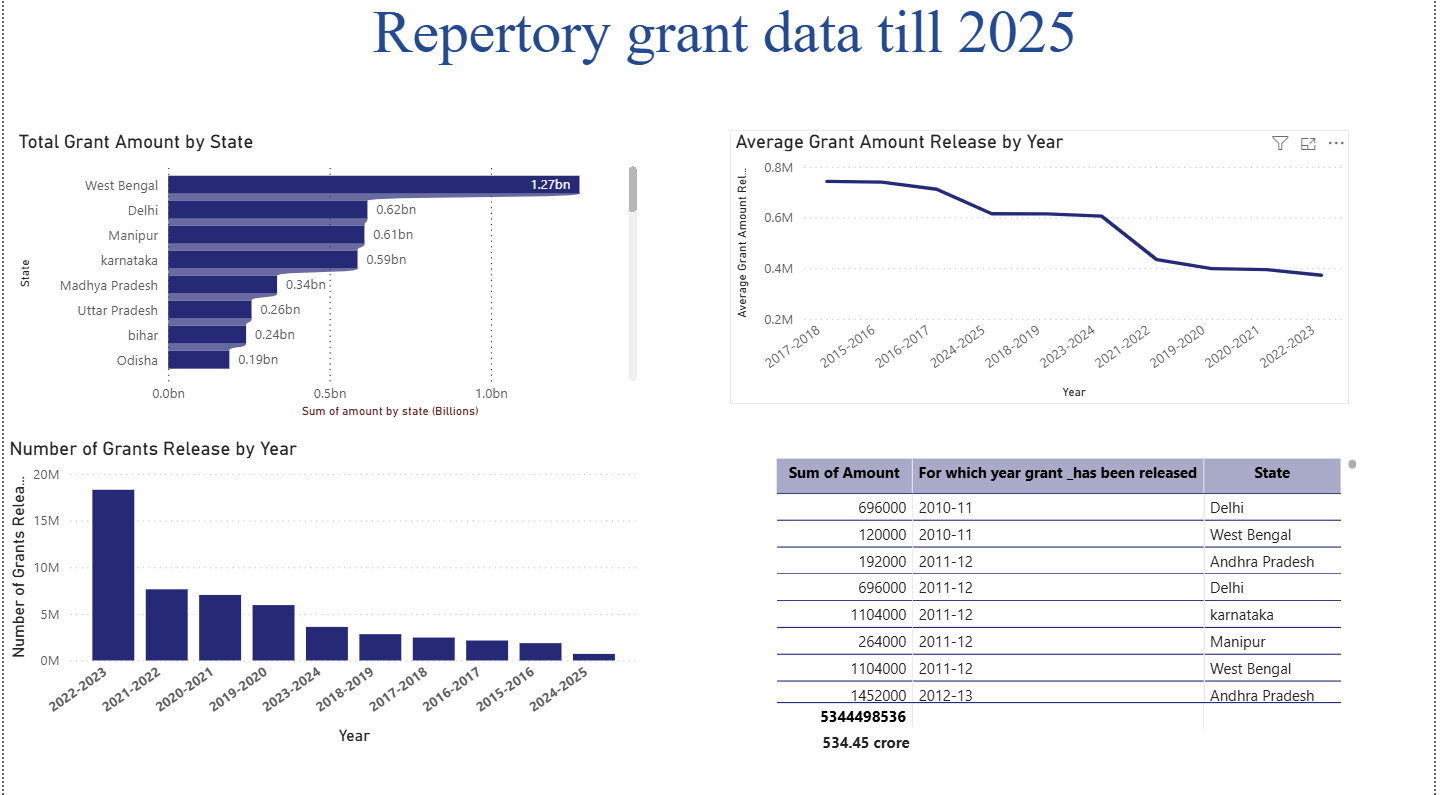 Repertory grant data till 2025
Total Grant Amount by State
State
West Bengal 1.27bn
Delhi 0.62bn
Manipur 0.61bn
karnataka 0.59bn
Madhya Pradesh 0.34bn
Uttar Pradesh 0.26bn
bihar 0.24bn
Odisha 0.19bn
0.0bn 0.5bn 1.0bn
Sum of amount by state (Billions)
Average Grant Amount Release by Year
Average Grant Amount Rel...
0.8M
0.6M
0.4M
0.2M
2017-2018 2015-2016 2016-2017 2024-2025 2018-2019 2023-2024 2021-2022 2019-2020 2020-2021 2022-2023
Year
Number of Grants Release by Year
Number of Grants Relea...
20M
15M
10M
5M
0M
2022-2023 2021-2022 2020-2021 2019-2020 2023-2024 2018-2019 2017-2018 2016-2017 2015-2016 2024-2025
Year
Sum of Amount For which year grant _has been released State
696000 2010-11 Delhi
120000 2010-11 West Bengal
192000 2011-12 Andhra Pradesh
696000 2011-12 Delhi
1104000 2011-12 karnataka
264000 2011-12 Manipur
1104000 2011-12 West Bengal
1452000 2012-13 Andhra Pradesh
5344498536
534.45 crore